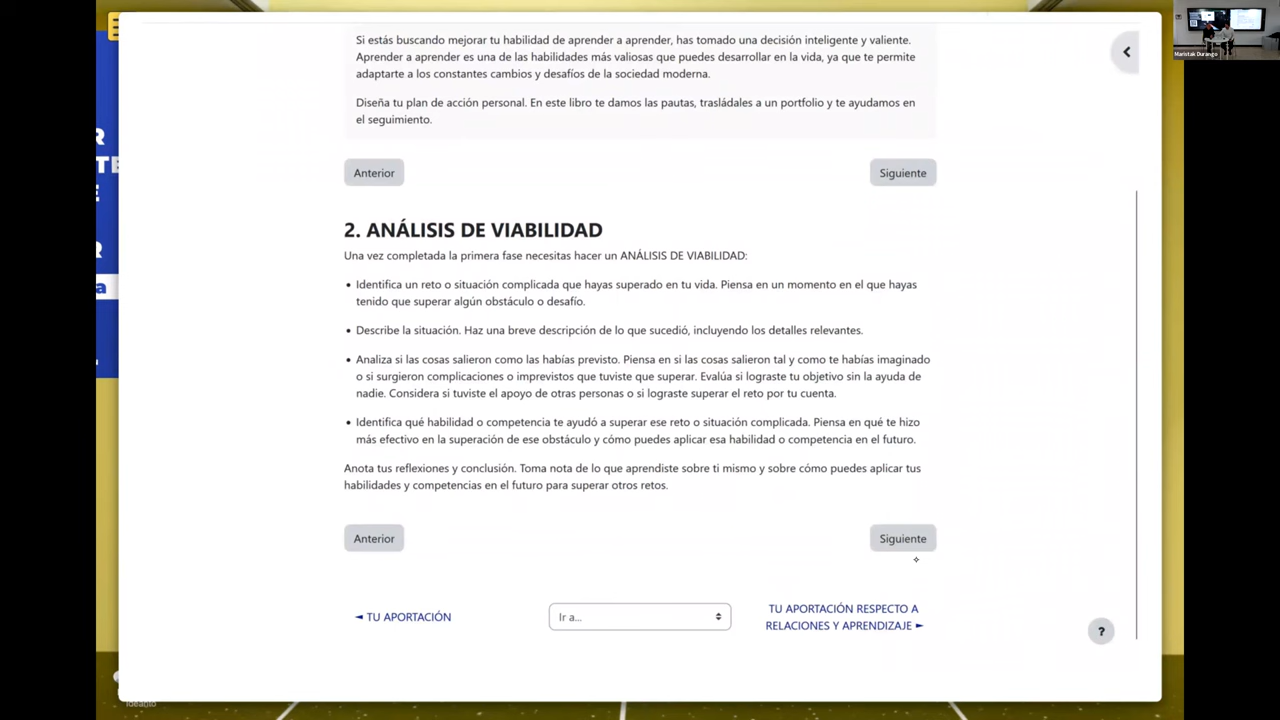 Maristak Durango
Si estás buscando mejorar tu habilidad de aprender a aprender, has tomado una decisión inteligente y valiente.
Aprender a aprender es una de las habilidades más valiosas que puedes desarrollar en la vida, ya que te permite
adaptarte a los constantes cambios y desafíos de la sociedad moderna.
Diseña tu plan de acción personal. En este libro te damos las pautas, trasládales a un portfolio y te ayudamos en
el seguimiento.
Anterior
Siguiente
2. ANÁLISIS DE VIABILIDAD
Una vez completada la primera fase necesitas hacer un ANÁLISIS DE VIABILIDAD:
• Identifica un reto o situación complicada que hayas superado en tu vida. Piensa en un momento en el que hayas
tenido que superar algún obstáculo o desafío.
• Describe la situación. Haz una breve descripción de lo que sucedió, incluyendo los detalles relevantes.
• Analiza si las cosas salieron como las habías previsto. Piensa en si las cosas salieron tal y como te habías imaginado
o si surgieron complicaciones o imprevistos que tuviste que superar. Evalúa si lograste tu objetivo sin la ayuda de
nadie. Considera si tuviste el apoyo de otras personas o si lograste superar el reto por tu cuenta.
• Identifica qué habilidad o competencia te ayudó a superar ese reto o situación complicada. Piensa en qué te hizo
más efectivo en la superación de ese obstáculo y cómo puedes aplicar esa habilidad o competencia en el futuro.
Anota tus reflexiones y conclusión. Toma nota de lo que aprendiste sobre ti mismo y sobre cómo puedes aplicar tus
habilidades y competencias en el futuro para superar otros retos.
Anterior
Siguiente
◄ TU APORTACIÓN
Ir a...
TU APORTACIÓN RESPECTO A
RELACIONES Y APRENDIZAJE ►
?
R
TE
E
R
a